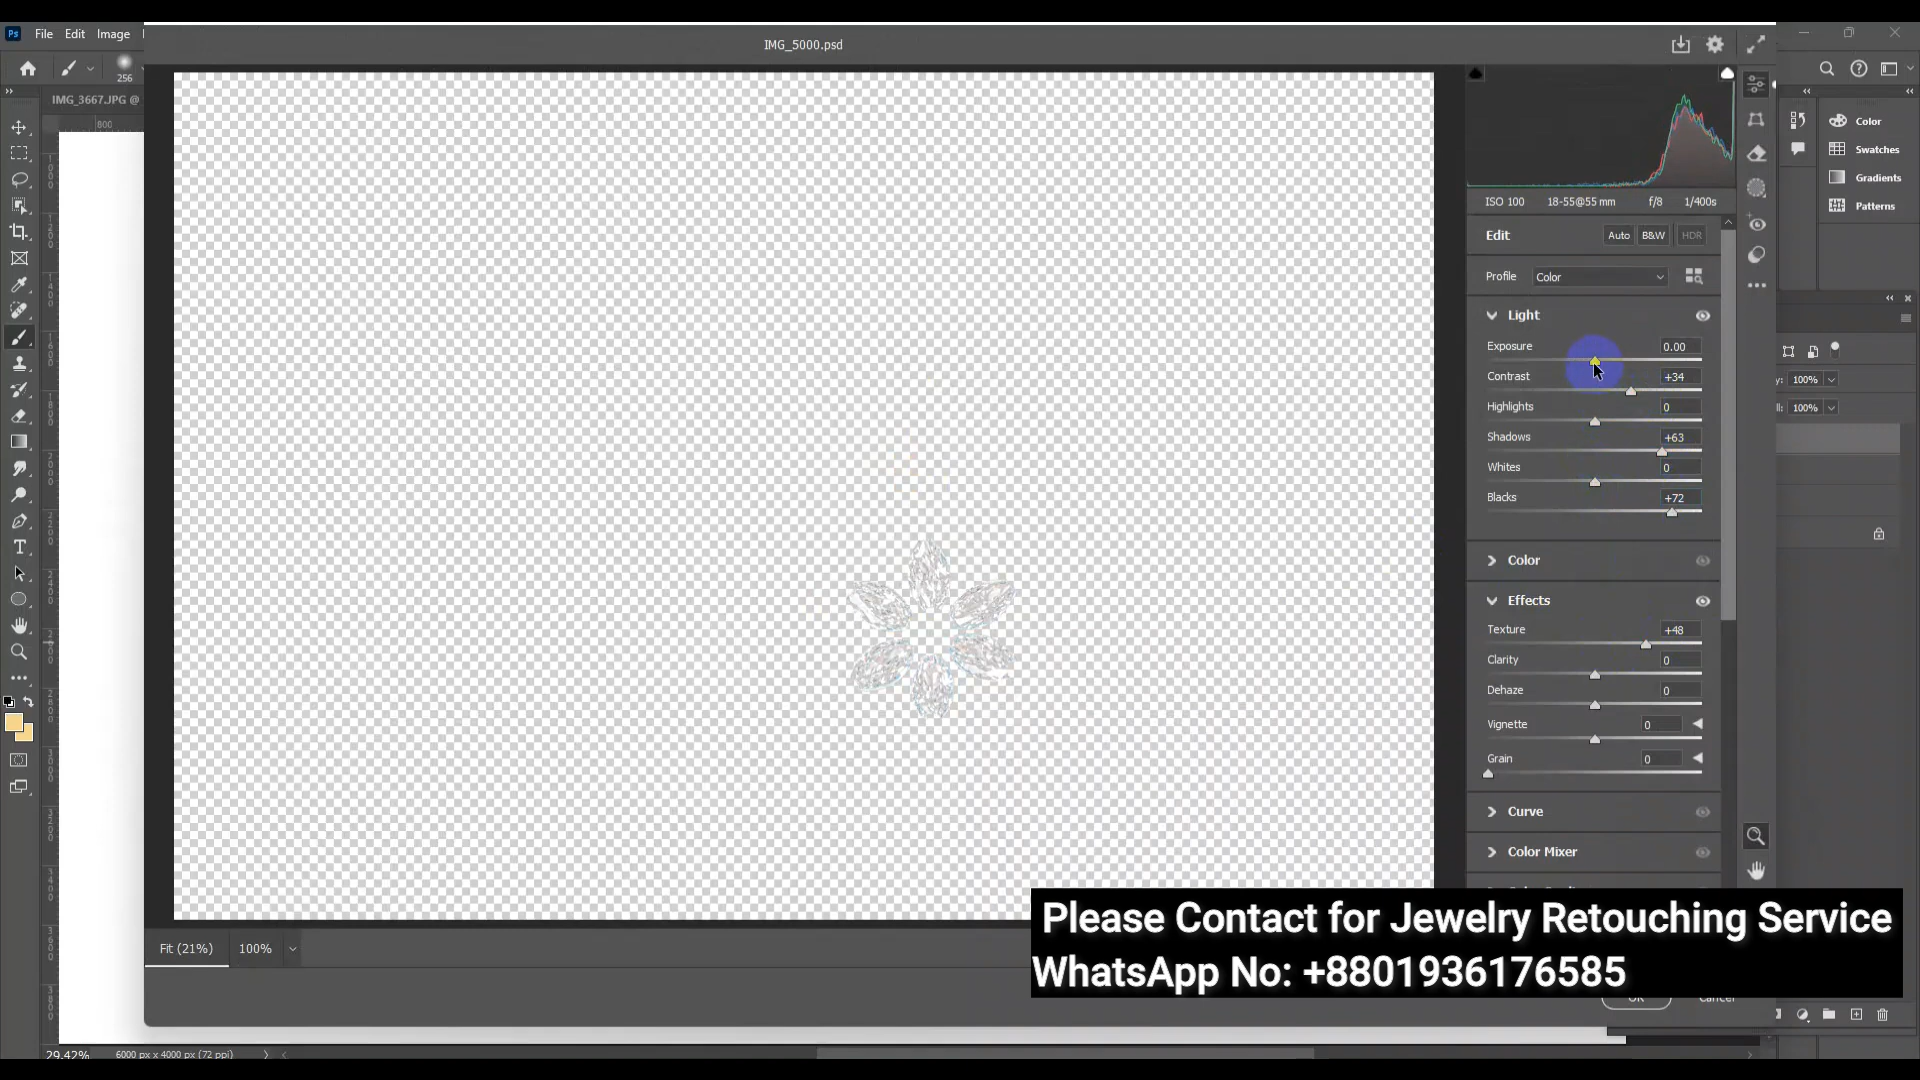 Ps File Edit Image
IMG_5000.psd
256
IMG_3667.JPG @
800
ISO 100 18-55@55 mm f/8 1/400s
Edit Auto B&W HDR
Profile Color
Light
Exposure 0.00
Contrast +34
Highlights 0
Shadows +63
Whites 0
Blacks +72
Color
Effects
Texture +48
Clarity 0
Dehaze 0
Vignette 0
Grain 0
Curve
Color Mixer
Color
Swatches
Gradients
Patterns
100%
100%
Fit (21%) 100%
Please Contact for Jewelry Retouching Service
WhatsApp No: +8801936176585
OK Cancel
29.42% 6000 px x 4000 px (72 ppi)